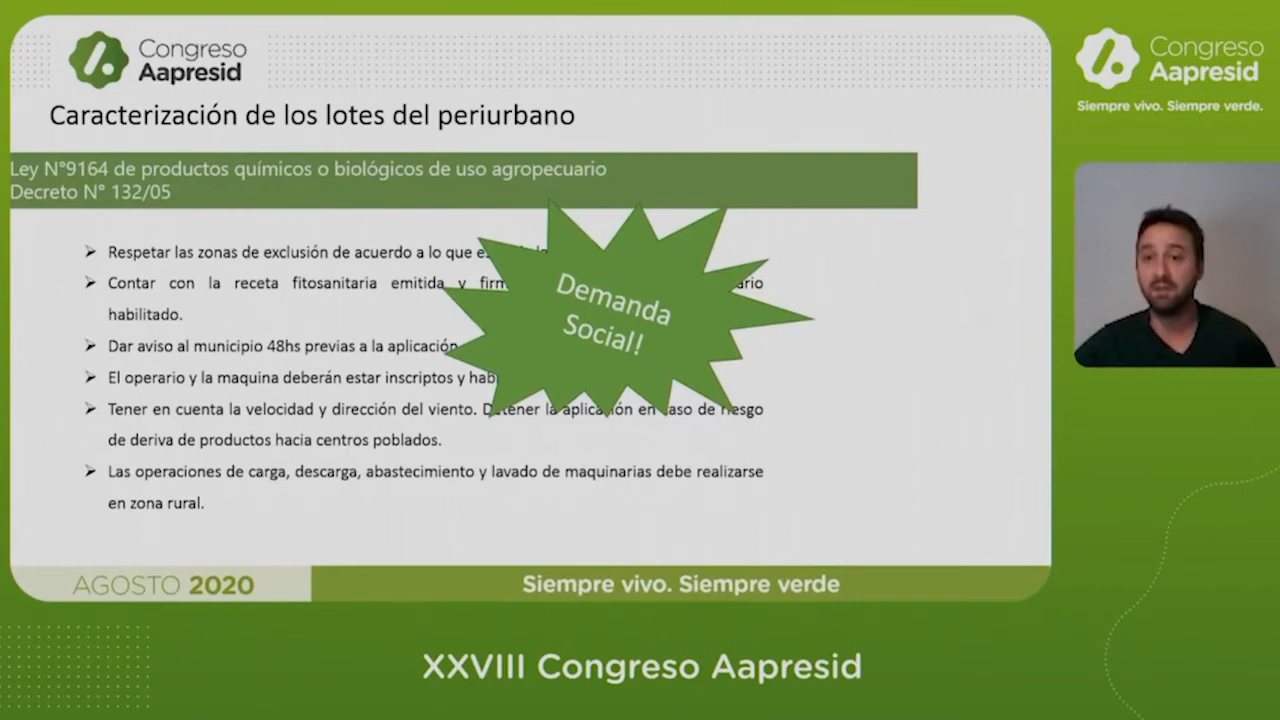 Congreso
Aapresid
Caracterización de los lotes del periurbano
Ley N°9164 de productos químicos o biológicos de uso agropecuario
Decreto N° 132/05
Respetar las zonas de exclusión de acuerdo a lo que
Contar con la receta fitosanitaria emitida y
habilitado.
Dar aviso al municipio 48hs previas a la aplicación
El operario y la maquina deberán estar inscriptos y
Tener en cuenta la velocidad y dirección del viento. Detener la aplicación en caso de riesgo
de deriva de productos hacia centros poblados.
Las operaciones de carga, descarga, abastecimiento y lavado de maquinarias debe realizarse
en zona rural.
Demanda
Social!
AGOSTO 2020
Siempre vivo. Siempre verde
Congreso
Aapresid
Siempre vivo. Siempre verde.
XXVIII Congreso Aapresid